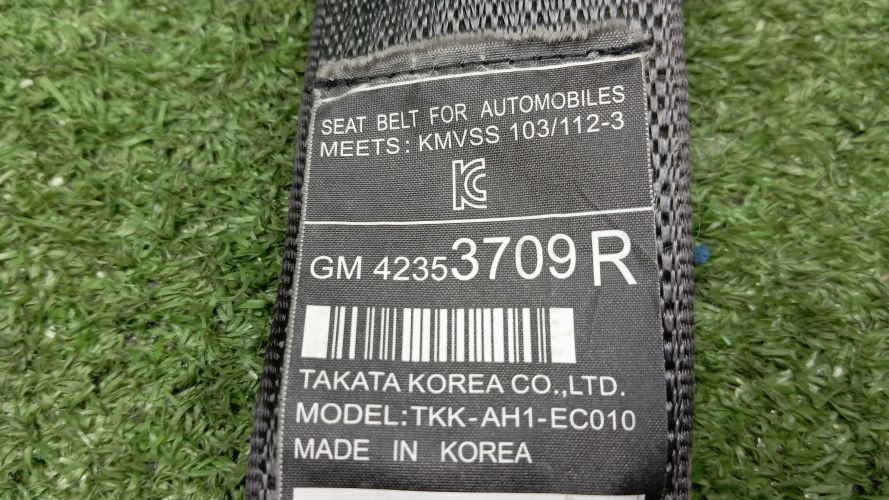 SEAT BELT FOR AUTOMOBILES
MEETS: KMVSS 103/112-3
KC
GM 42353709 R
TAKATA KOREA CO.,LTD.
MODEL:TKK-AH1-EC010
MADE IN KOREA